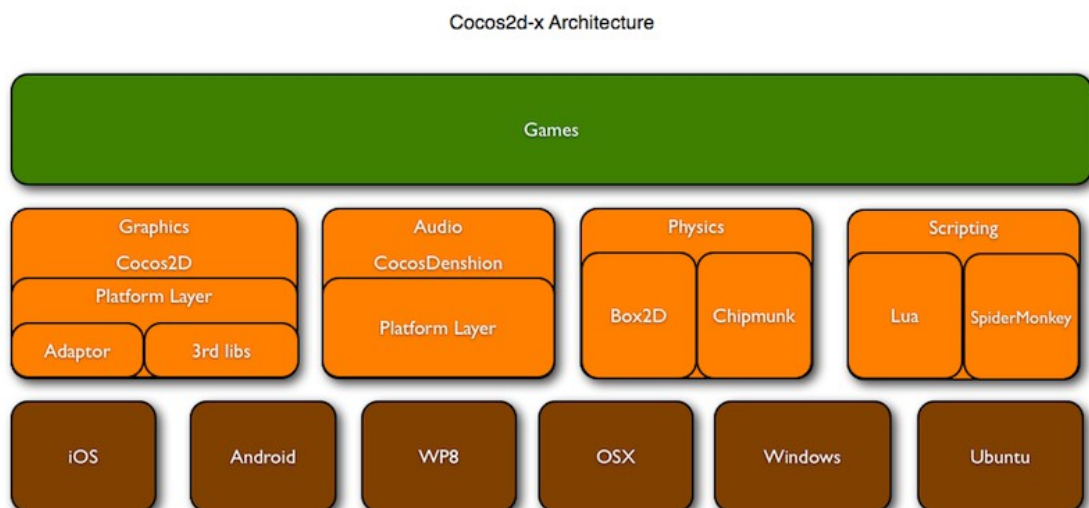 Cocos2d-x Architecture
Games
Graphics
Cocos2D
Platform Layer
Adaptor
3rd libs
Audio
CocosDenshion
Platform Layer
Physics
Box2D
Chipmunk
Scripting
Lua
SpiderMonkey
iOS
Android
WP8
OSX
Windows
Ubuntu